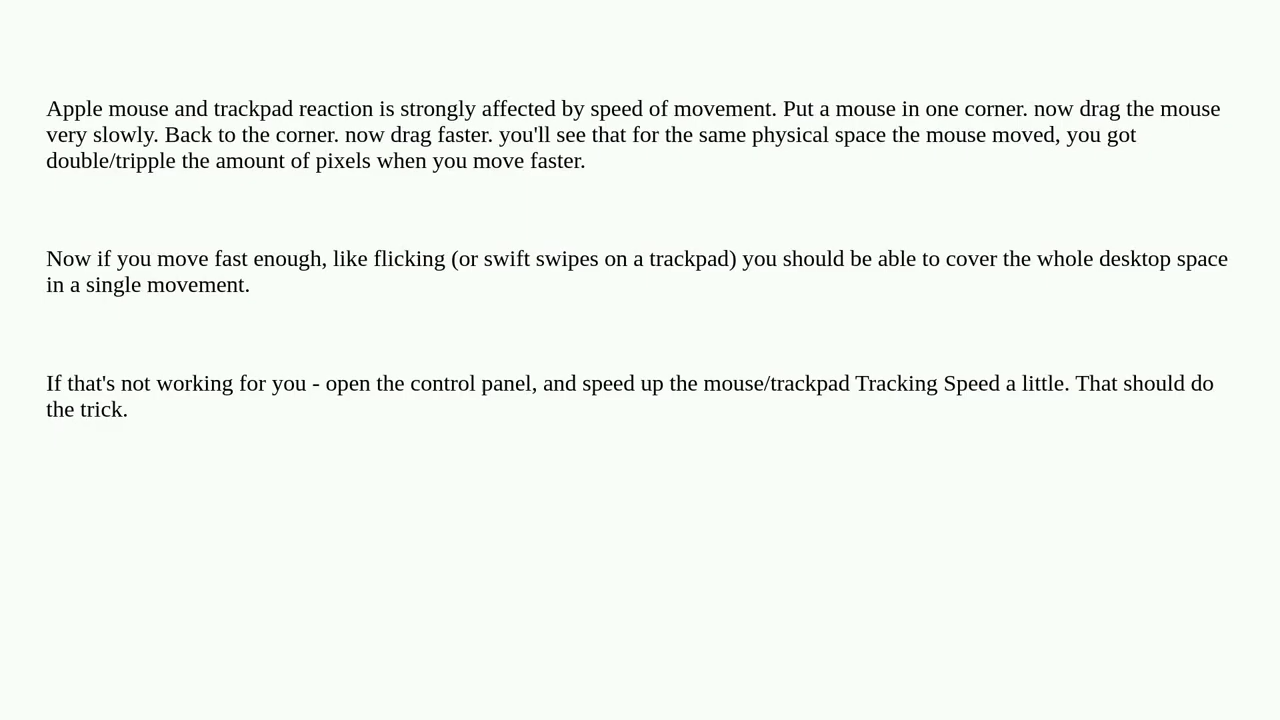 Apple mouse and trackpad reaction is strongly affected by speed of movement. Put a mouse in one corner. now drag the mouse
very slowly. Back to the corner. now drag faster. you'll see that for the same physical space the mouse moved, you got
double/tripple the amount of pixels when you move faster.
Now if you move fast enough, like flicking (or swift swipes on a trackpad) you should be able to cover the whole desktop space
in a single movement.
If that's not working for you - open the control panel, and speed up the mouse/trackpad Tracking Speed a little. That should do
the trick.